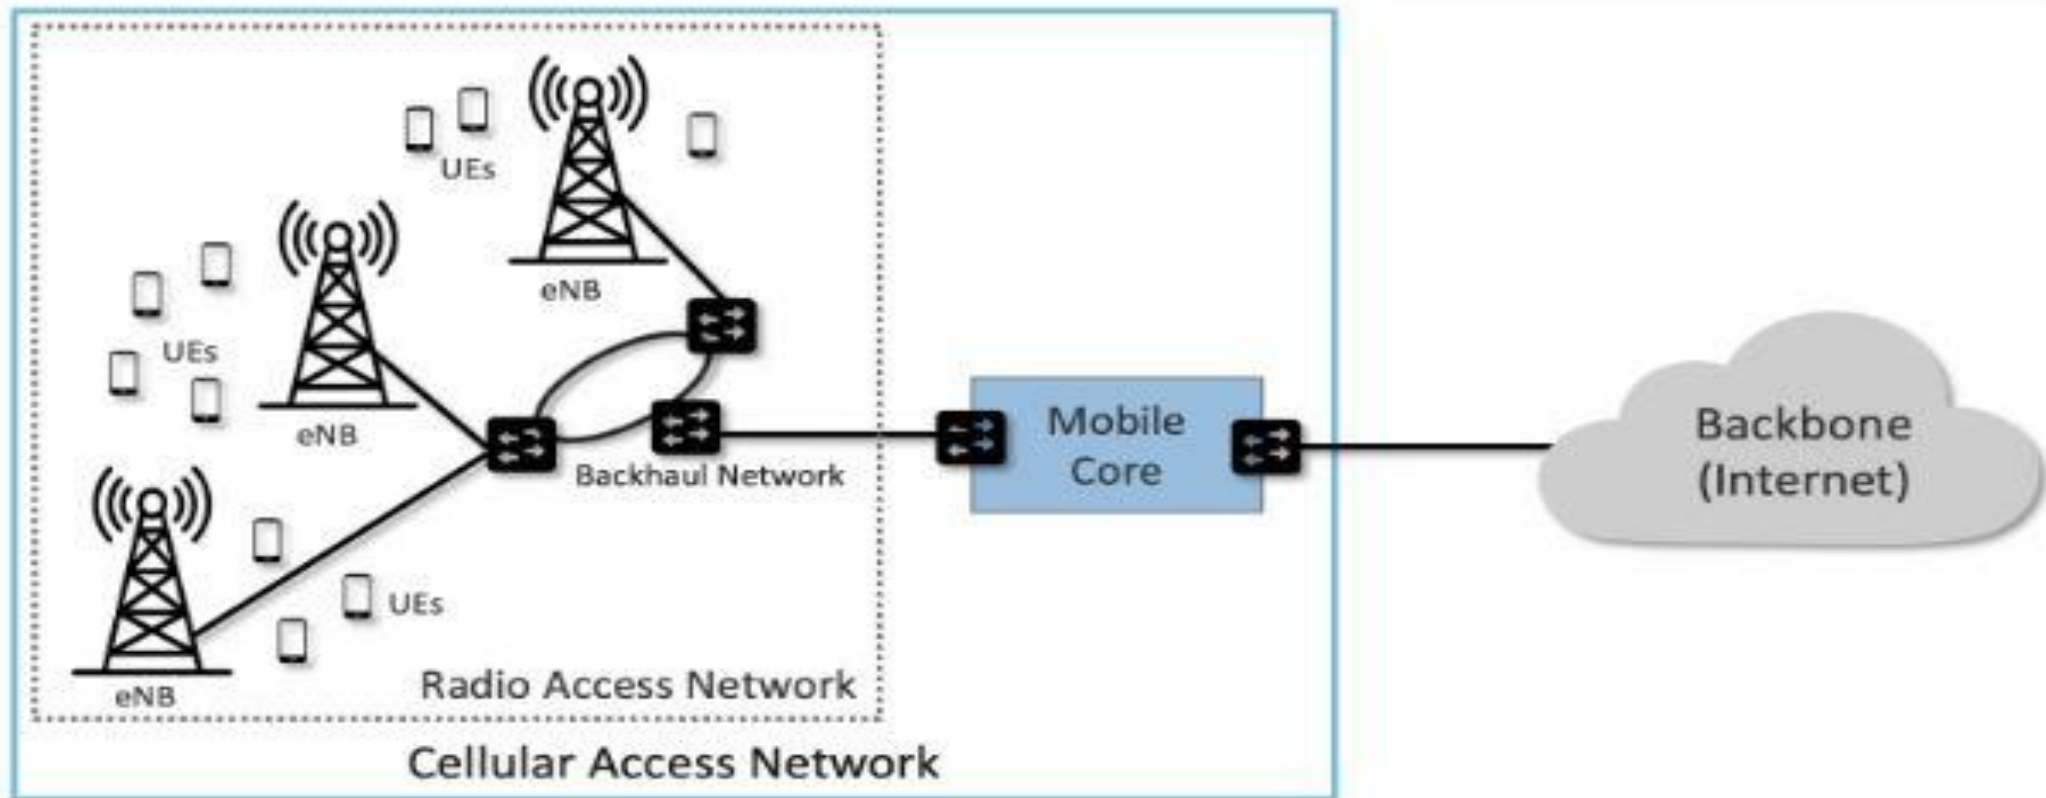 UEs
eNB
UEs
eNB
Mobile
Core
Backbone
(Internet)
Backhaul Network
UEs
eNB
Radio Access Network
Cellular Access Network